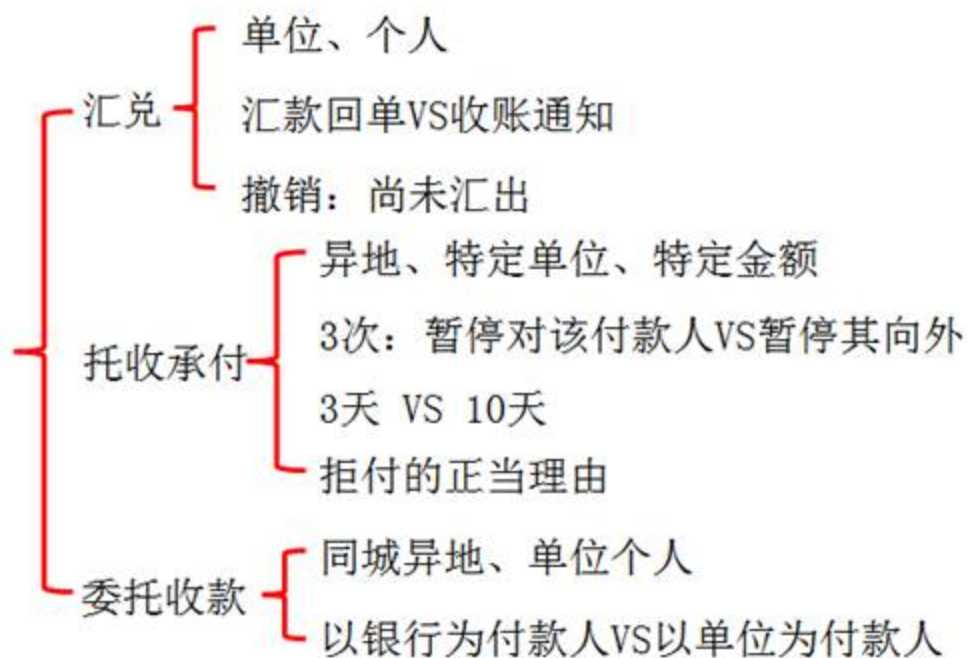 单位、个人
汇兑
汇款回单VS收账通知
撤销：尚未汇出
异地、特定单位、特定金额
3次：暂停对该付款人VS暂停其向外
托收承付
3天 VS 10天
拒付的正当理由
同城异地、单位个人
委托收款
以银行为付款人VS以单位为付款人